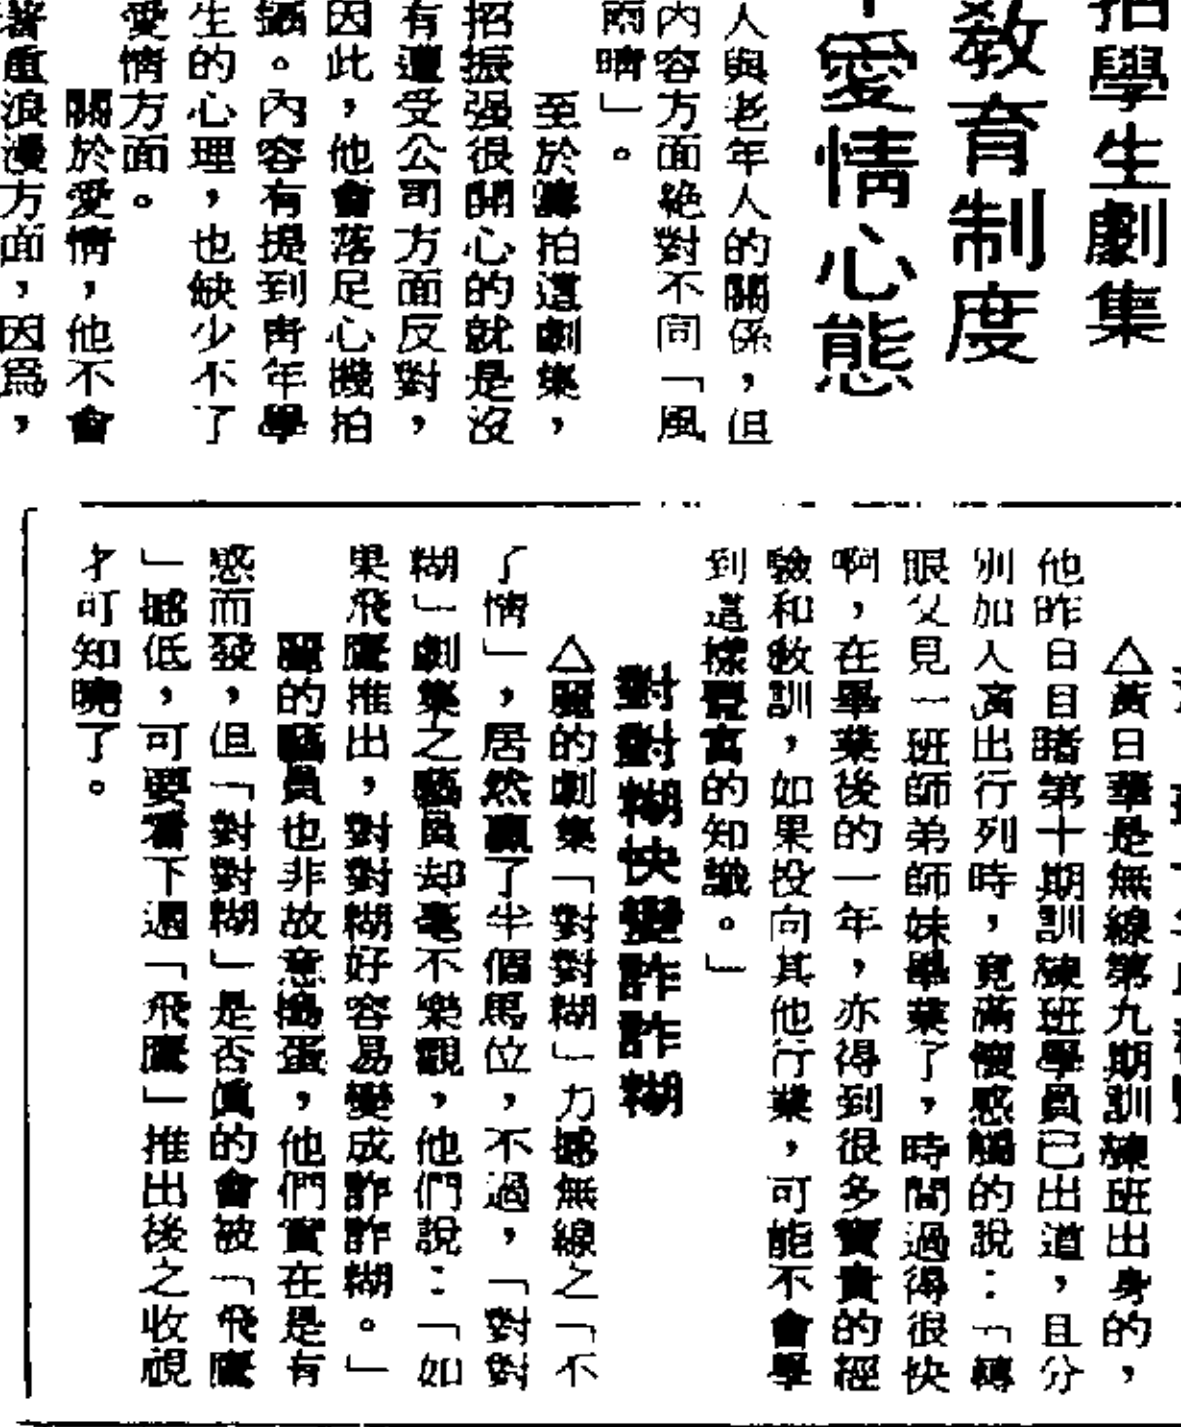 拍學生劇集
教育制度
愛情心態
人與老年人的關係，但
內容方面絶對不同「風
雨晴」。
至於籌拍這劇集，
招振强很開心的就是沒
有遭受公司方面反對，
因此，他會落足心機拍
攝。內容有提到靑年學
生的心理，也缺少不了
愛情方面。
關於愛情，他不會
著重浪漫方面，因爲，
△黃日華是無線第九期訓練班出身的，
他昨日目睹第十期訓練班學員已出道，且分
別加入演出行列時，竟滿懷感觸的說：「轉
眼又見一班師弟師妹畢業了，時間過得很快
啊，在畢業後的一年，亦得到很多寶貴的經
驗和敎訓，如果投向其他行業，可能不會學
到這樣豐富的知識。」
對對糊快變詐詐糊
△麗的劇集「對對糊」力撼無線之「不
了情」，居然贏了半個馬位，不過，「對對
糊」劇集之藝員却毫不樂觀，他們說：「如
果飛鷹推出，對對糊好容易變成詐詐糊。」
麗的藝員也非故意搗蛋，他們實在是有
感而發，但「對對糊」是否眞的會被「飛鷹
」撼低，可要看下週「飛鷹」推出後之收視
才可知曉了。